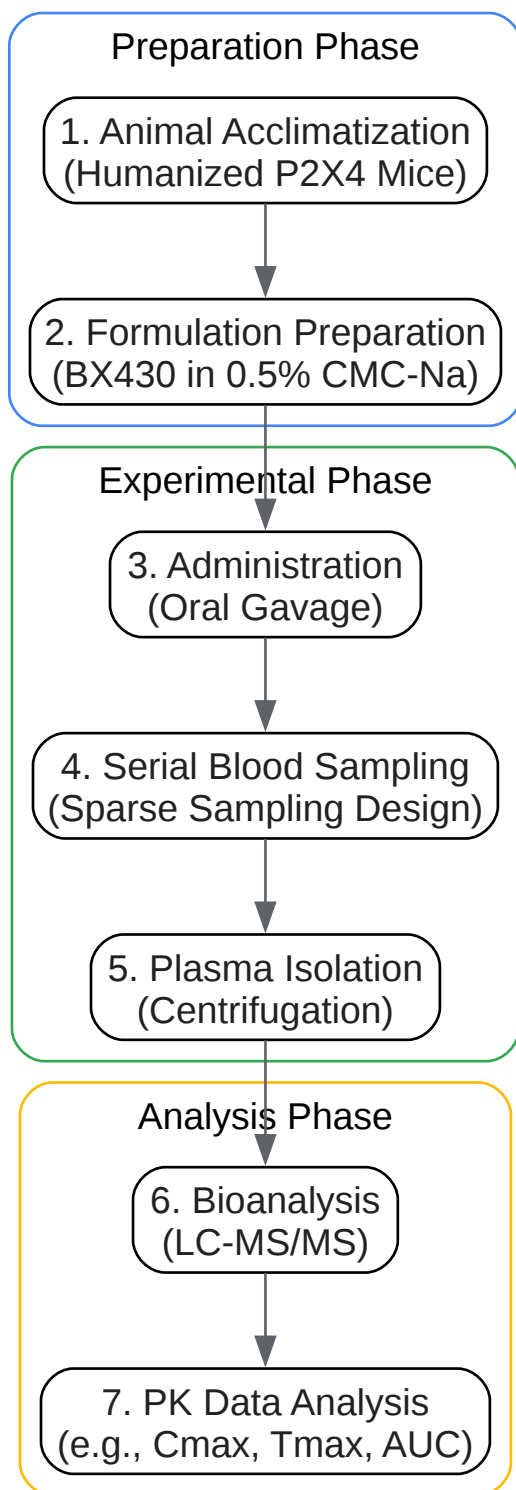 Preparation Phase
1. Animal Acclimatization
(Humanized P2X4 Mice)
2. Formulation Preparation
(BX430 in 0.5% CMC-Na)
Experimental Phase
3. Administration
(Oral Gavage)
4. Serial Blood Sampling
(Sparse Sampling Design)
5. Plasma Isolation
(Centrifugation)
Analysis Phase
6. Bioanalysis
(LC-MS/MS)
7. PK Data Analysis
(e.g., Cmax, Tmax, AUC)